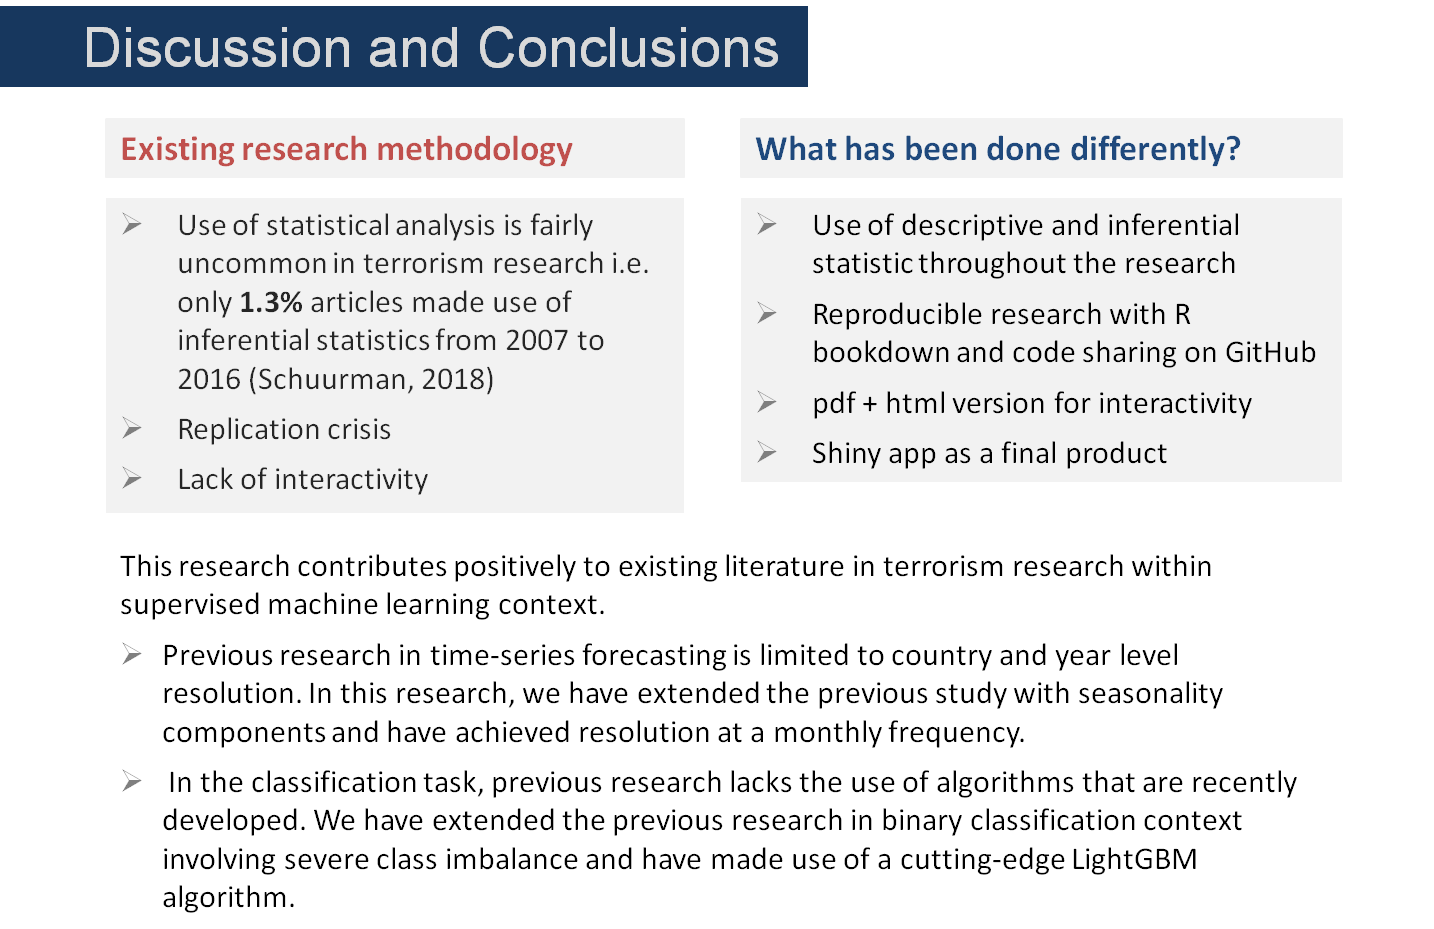 Discussion and Conclusions
Existing research methodology
Use of statistical analysis is fairly
uncommon in terrorism research i.e.
only 1.3% articles made use of
inferential statistics from 2007 to
2016 (Schuurman, 2018)
Replication crisis
Lack of interactivity
What has been done differently?
Use of descriptive and inferential
statistic throughout the research
Reproducible research with R
bookdown and code sharing on GitHub
pdf + html version for interactivity
Shiny app as a final product
This research contributes positively to existing literature in terrorism research within
supervised machine learning context.
Previous research in time-series forecasting is limited to country and year level
resolution. In this research, we have extended the previous study with seasonality
components and have achieved resolution at a monthly frequency.
In the classification task, previous research lacks the use of algorithms that are recently
developed. We have extended the previous research in binary classification context
involving severe class imbalance and have made use of a cutting-edge LightGBM
algorithm.